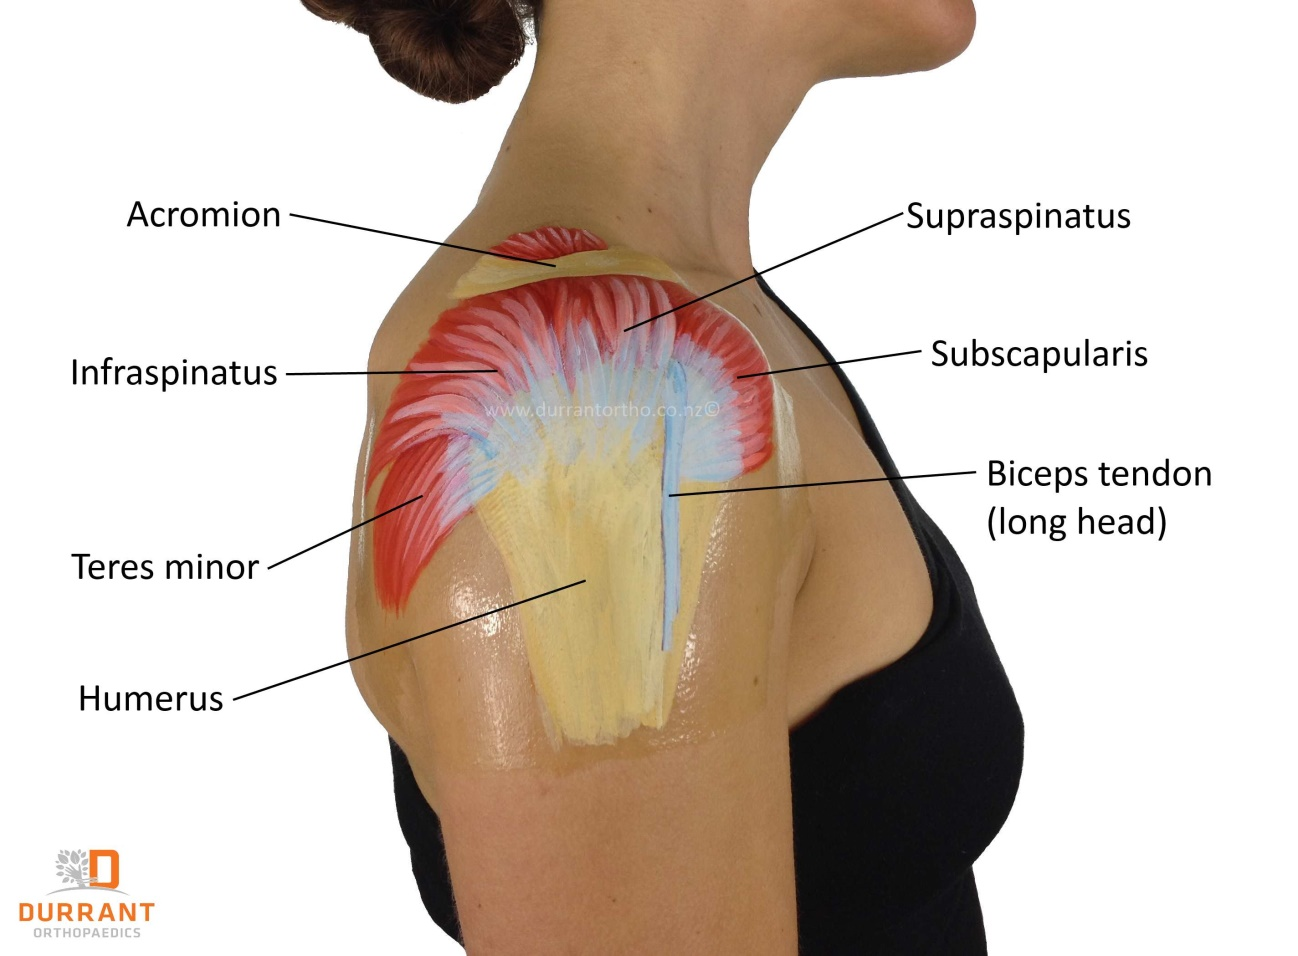 Acromion
Supraspinatus
Infraspinatus
Subscapularis
www.durrantortho.co.nz©
Biceps tendon
(long head)
Teres minor
Humerus
DURRANT
ORTHOPAEDICS